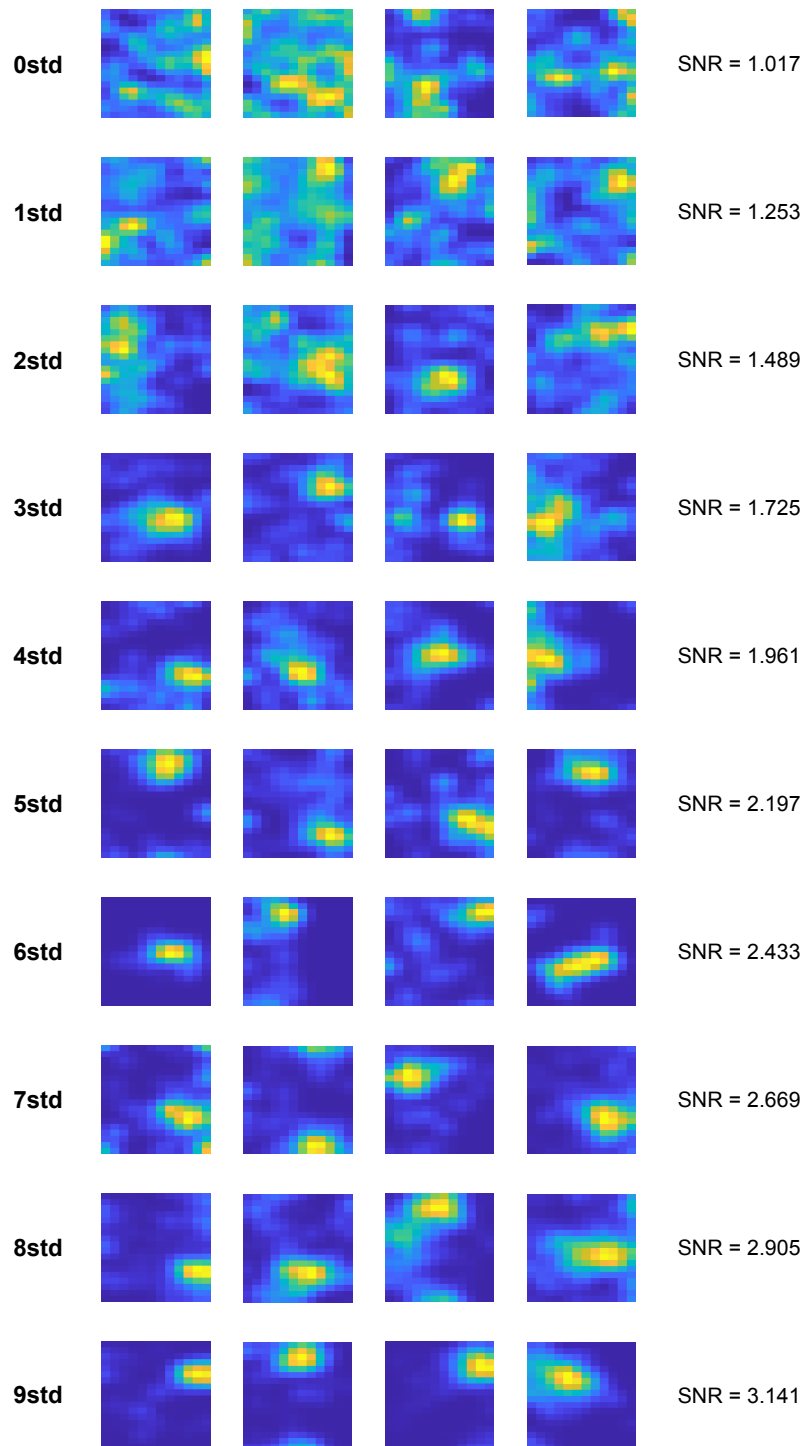 0std SNR = 1.017
1std SNR = 1.253
2std SNR = 1.489
3std SNR = 1.725
4std SNR = 1.961
5std SNR = 2.197
6std SNR = 2.433
7std SNR = 2.669
8std SNR = 2.905
9std SNR = 3.141